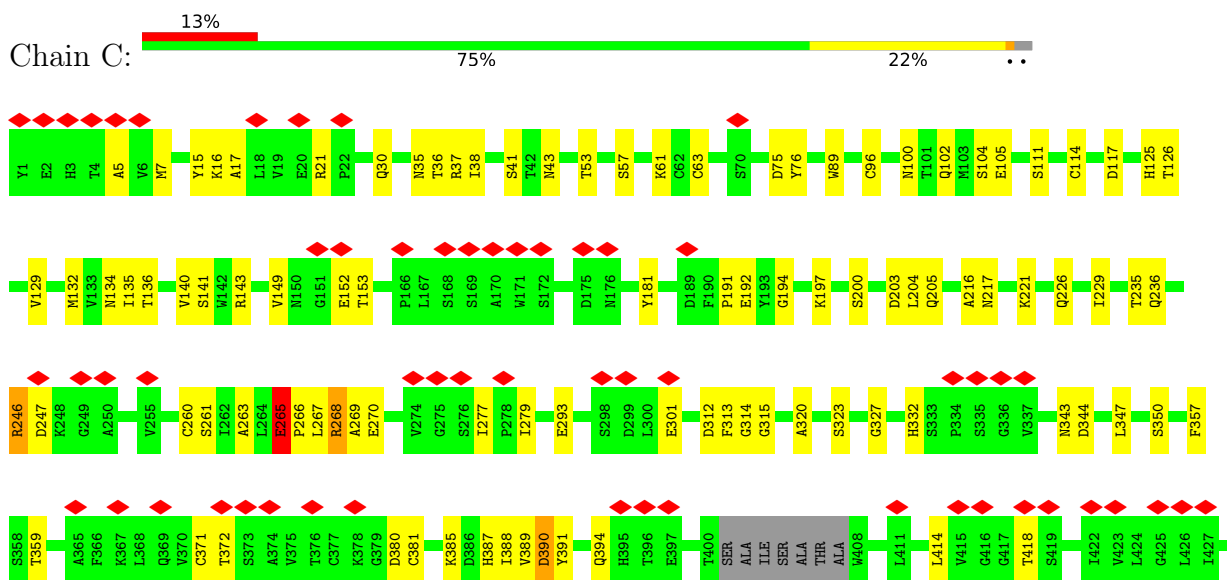 13%
Chain C:
75% 22% • •
Y1 E2 H3 T4 A5 V6 M7 Y15 K16 A17 L18 V19 E20 R21 P22 Q30 N35 T36 R37 I38 S41 T42 N43 T53 S57 K61 C62 C63 S70 D75 Y76 W89 C96 N100 T101 Q102 M103 S104 E105 S111 C114 D117 H125 T126
V129 M132 V133 N134 I135 T136 V140 S141 W142 R143 V149 N150 G151 E152 T153 P166 L167 S168 S169 A170 W171 S172 D175 N176 Y181 D189 F190 P191 E192 Y193 G194 K197 S200 D203 L204 Q205 A216 N217 K221 Q226 I229 T235 Q236
R246 D247 K248 G249 A250 V255 C260 S261 I262 A263 L264 E265 P266 L267 R268 A269 E270 V274 G275 S276 I277 P278 I279 E293 S298 D299 L300 E301 D312 F313 G314 G315 A320 S323 G327 H332 S333 P334 S335 G336 V337 N343 D344 L347 S350 F357
S358 T359 A365 F366 K367 L368 Q369 V370 C371 T372 S373 A374 V375 T376 C377 K378 G379 D380 C381 K385 D386 H387 I388 V389 D390 Y391 Q394 H395 T396 E397 T400 SER ALA ILE SER ALA THR ALA W408 L411 L414 V415 G416 G417 T418 S419 I422 V423 L424 G425 L426 I427